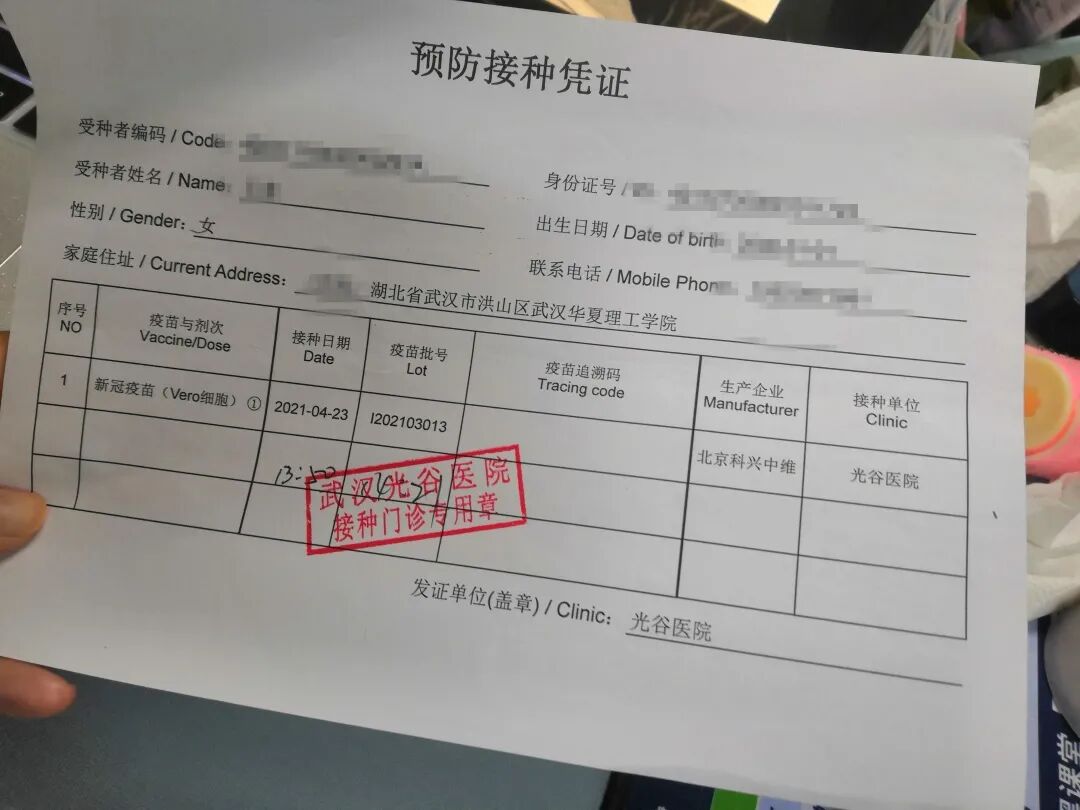 预防接种凭证
受种者编码 / Code:
受种者姓名 / Name:
身份证号 /
性别 / Gender: 女
出生日期 / Date of birth
家庭住址 / Current Address: 湖北省武汉市洪山区武汉华夏理工学院
联系电话 / Mobile Phon
序号 NO
疫苗与剂次 Vaccine/Dose
接种日期 Date
疫苗批号 Lot
疫苗追溯码 Tracing code
生产企业 Manufacturer
接种单位 Clinic
1 新冠疫苗（Vero细胞）① 2021-04-23 I202103013 北京科兴中维 光谷医院
13:50
武汉光谷医院
接种门诊专用章
发证单位(盖章) / Clinic: 光谷医院
课堂